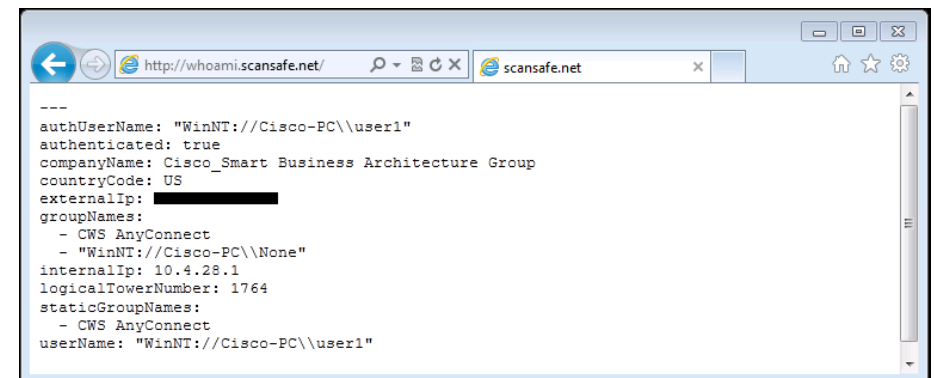 http://whoami.scansafe.net/
scansafe.net
---
authUserName: "WinNT://Cisco-PC\\user1"
authenticated: true
companyName: Cisco_Smart Business Architecture Group
countryCode: US
externalIp:
groupNames:
  - CWS AnyConnect
  - "WinNT://Cisco-PC\\None"
internalIp: 10.4.28.1
logicalTowerNumber: 1764
staticGroupNames:
  - CWS AnyConnect
userName: "WinNT://Cisco-PC\\user1"